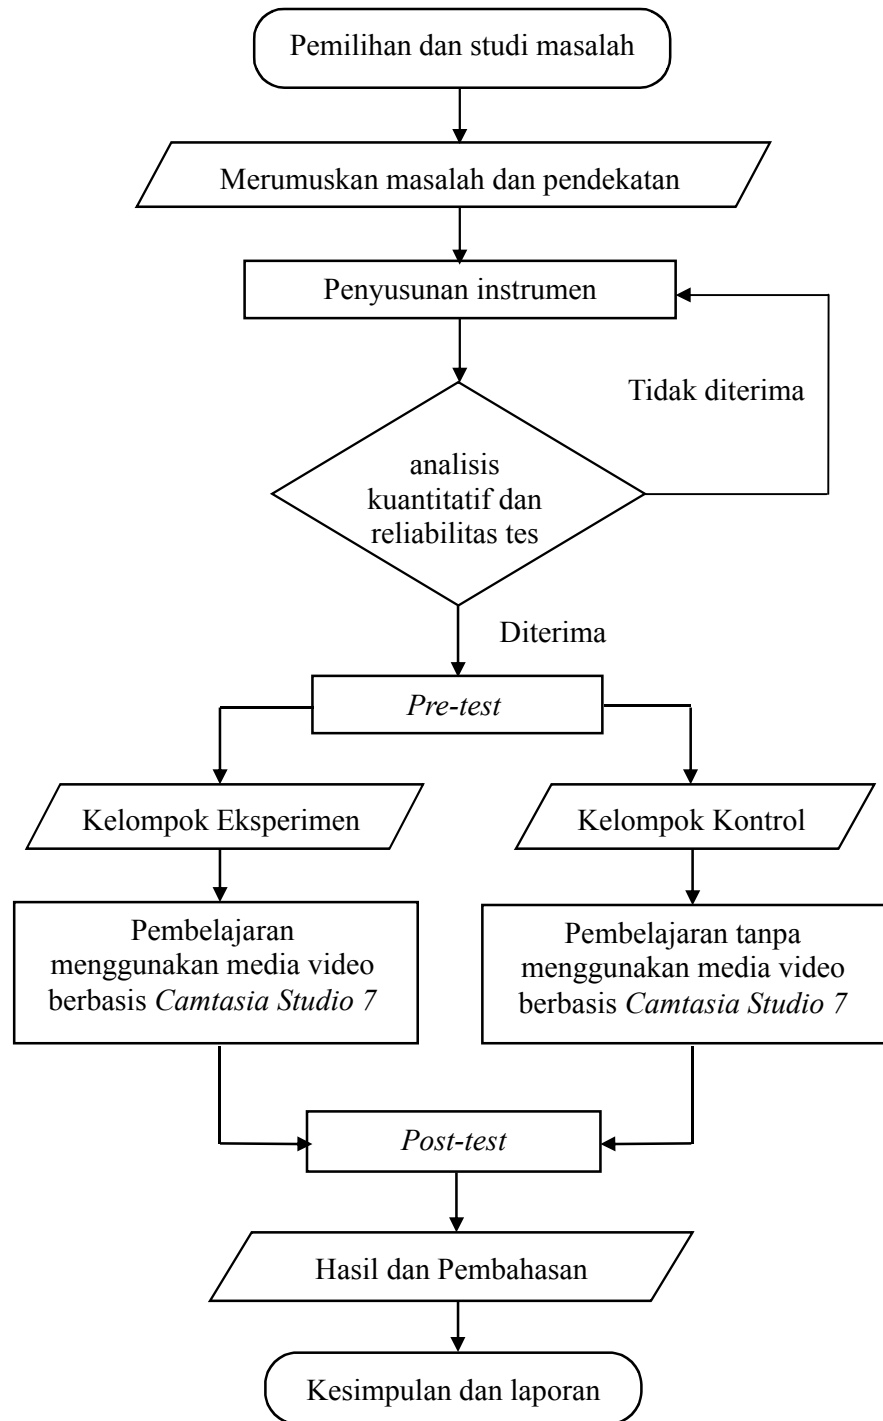 Pemilihan dan studi masalah
Merumuskan masalah dan pendekatan
Penyusunan instrumen
Tidak diterima
analisis
kuantitatif dan
reliabilitas tes
Diterima
Pre-test
Kelompok Eksperimen
Kelompok Kontrol
Pembelajaran
menggunakan media video
berbasis Camtasia Studio 7
Pembelajaran tanpa
menggunakan media video
berbasis Camtasia Studio 7
Post-test
Hasil dan Pembahasan
Kesimpulan dan laporan